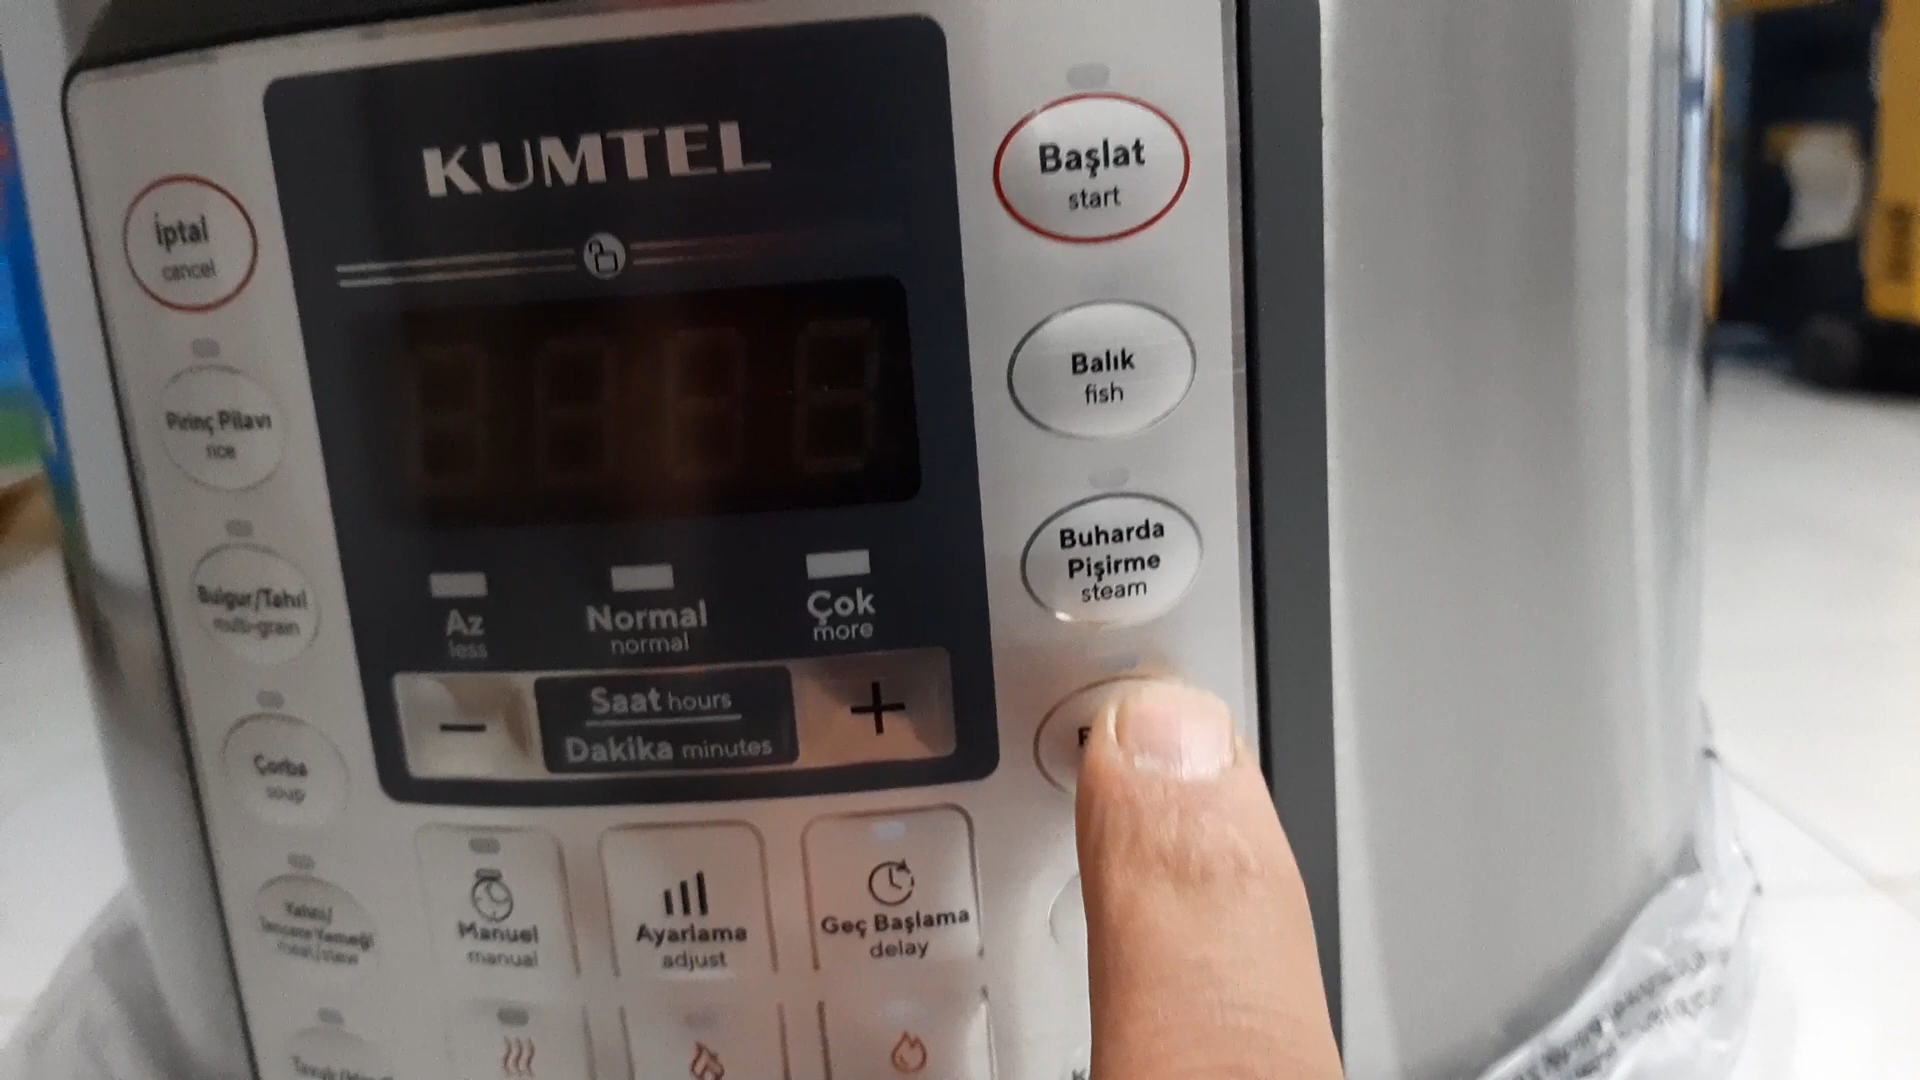 KUMTEL
İptal
cancel
Pirinç Pilavı
rice
Bulgur/Tahıl
multi-grain
Çorba
soup
Az
less
Normal
normal
Çok
more
−
Saat hours
Dakika minutes
+
Manuel
manual
Ayarlama
adjust
Geç Başlama
delay
Başlat
start
Balık
fish
Buharda
Pişirme
steam